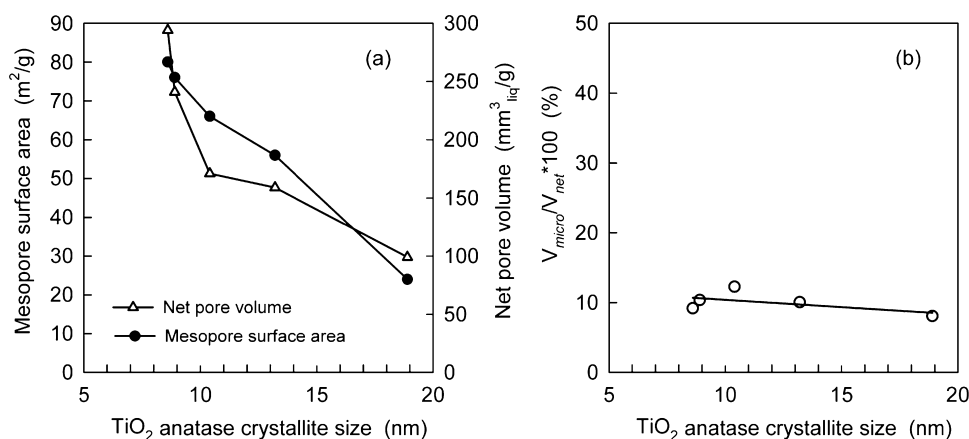 Mesopore surface area (m²/g)
90
80
70
60
50
40
30
20
10
0
(a)
Net pore volume
Mesopore surface area
300
250
200
150
100
50
0
Net pore volume (mm³liq/g)
5 10 15 20
TiO₂ anatase crystallite size (nm)
Vmicro/Vnet*100 (%)
50
40
30
20
10
0
(b)
5 10 15 20
TiO₂ anatase crystallite size (nm)